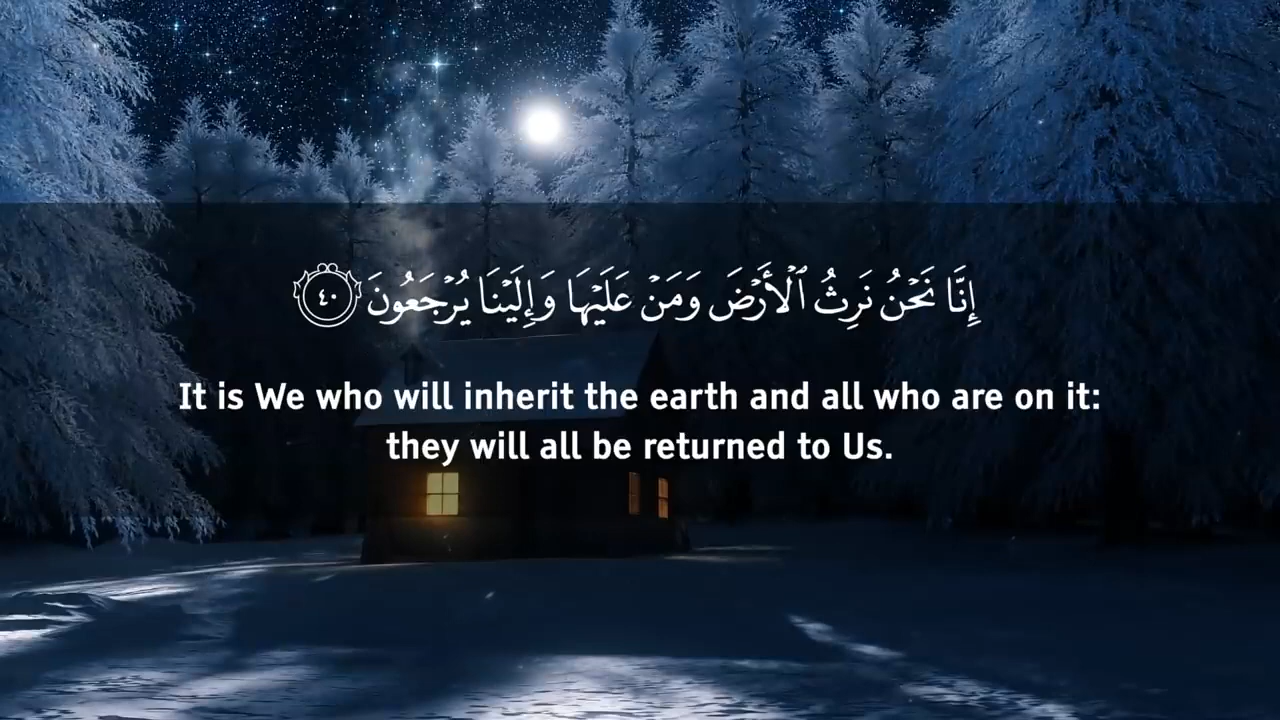 إِنَّا نَحْنُ نَرِثُ ٱلْأَرْضَ وَمَنْ عَلَيْهَا وَإِلَيْنَا يُرْجَعُونَ ٤٠
It is We who will inherit the earth and all who are on it:
they will all be returned to Us.